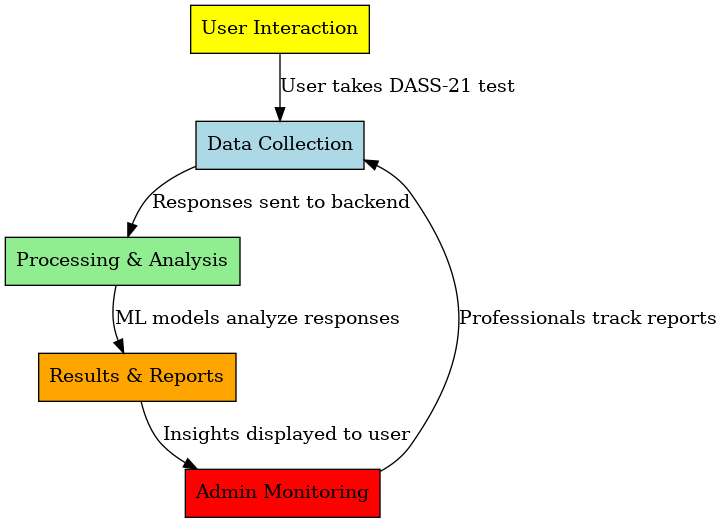 User Interaction
User takes DASS-21 test
Data Collection
Responses sent to backend
Processing & Analysis
ML models analyze responses
Professionals track reports
Results & Reports
Insights displayed to user
Admin Monitoring